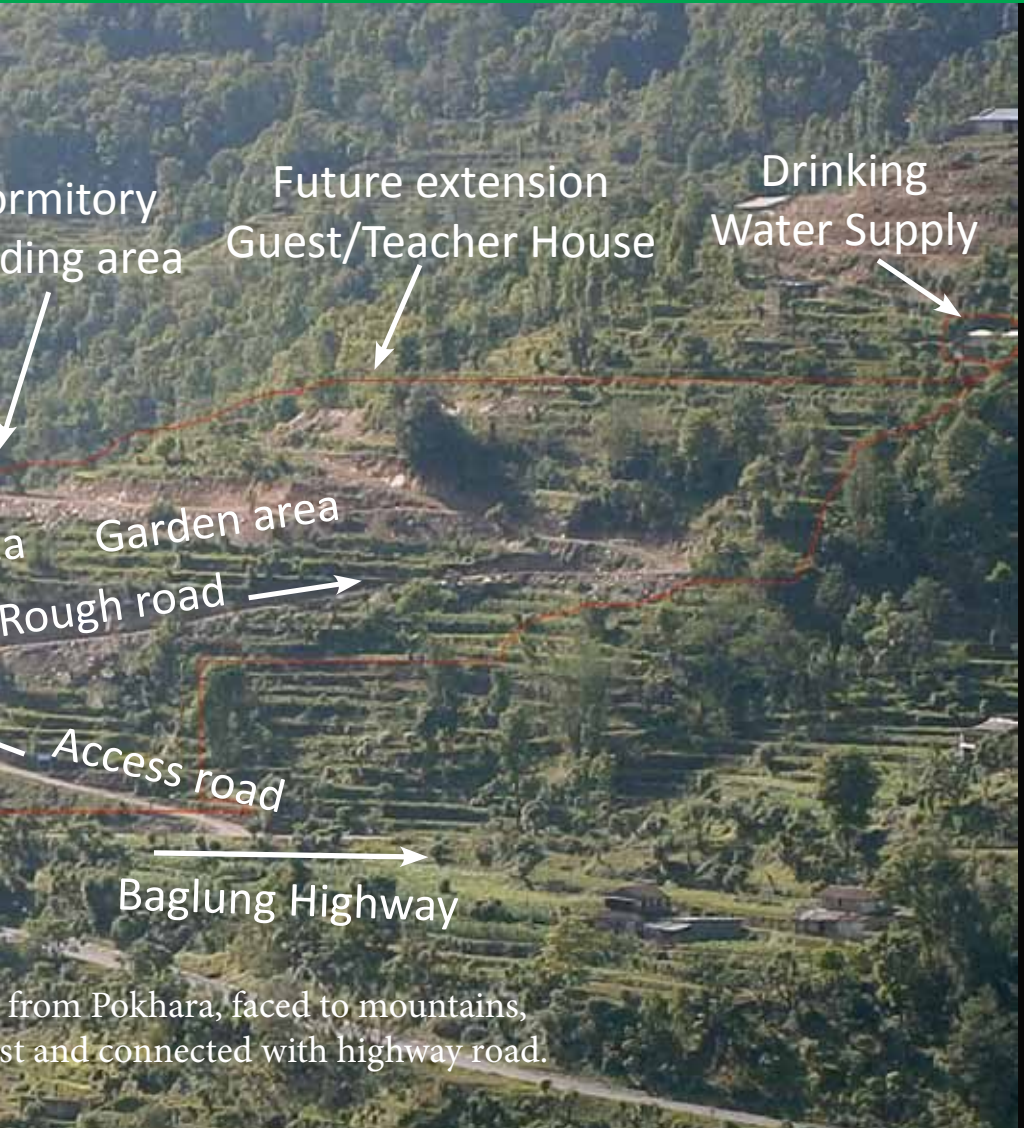 Future extension
Guest/Teacher House
Drinking
Water Supply
ormitory
ding area
Garden area
a
Rough road
Access road
Baglung Highway
from Pokhara, faced to mountains,
st and connected with highway road.